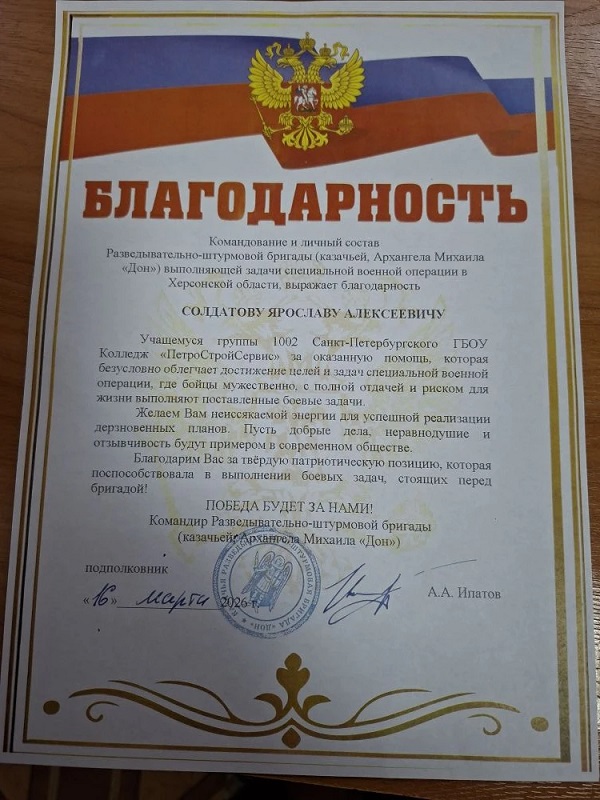 БЛАГОДАРНОСТЬ
Командование и личный состав
Разведывательно-штурмовой бригады (казачьей, Архангела Михаила
«Дон») выполняющей задачи специальной военной операции в
Херсонской области, выражает благодарность
СОЛДАТОВУ ЯРОСЛАВУ АЛЕКСЕЕВИЧУ
Учащемуся группы 1002 Санкт-Петербургского ГБОУ
Колледж «ПетроСтройСервис» за оказанную помощь, которая
безусловно облегчает достижение целей и задач специальной военной
операции, где бойцы мужественно, с полной отдачей и риском для
жизни выполняют поставленные боевые задачи.
Желаем Вам неиссякаемой энергии для успешной реализации
дерзновенных планов. Пусть добрые дела, неравнодушие и
отзывчивость будут примером в современном обществе.
Благодарим Вас за твёрдую патриотическую позицию, которая
поспособствовала в выполнении боевых задач, стоящих перед
бригадой!
ПОБЕДА БУДЕТ ЗА НАМИ!
Командир Разведывательно-штурмовой бригады
(казачьей, Архангела Михаила «Дон»)
подполковник
А.А. Ипатов
«16» марта 2026 г.
КАЗАЧЬЯ РАЗВЕДЫВАТЕЛЬНО-ШТУРМОВАЯ БРИГАДА «ДОН»